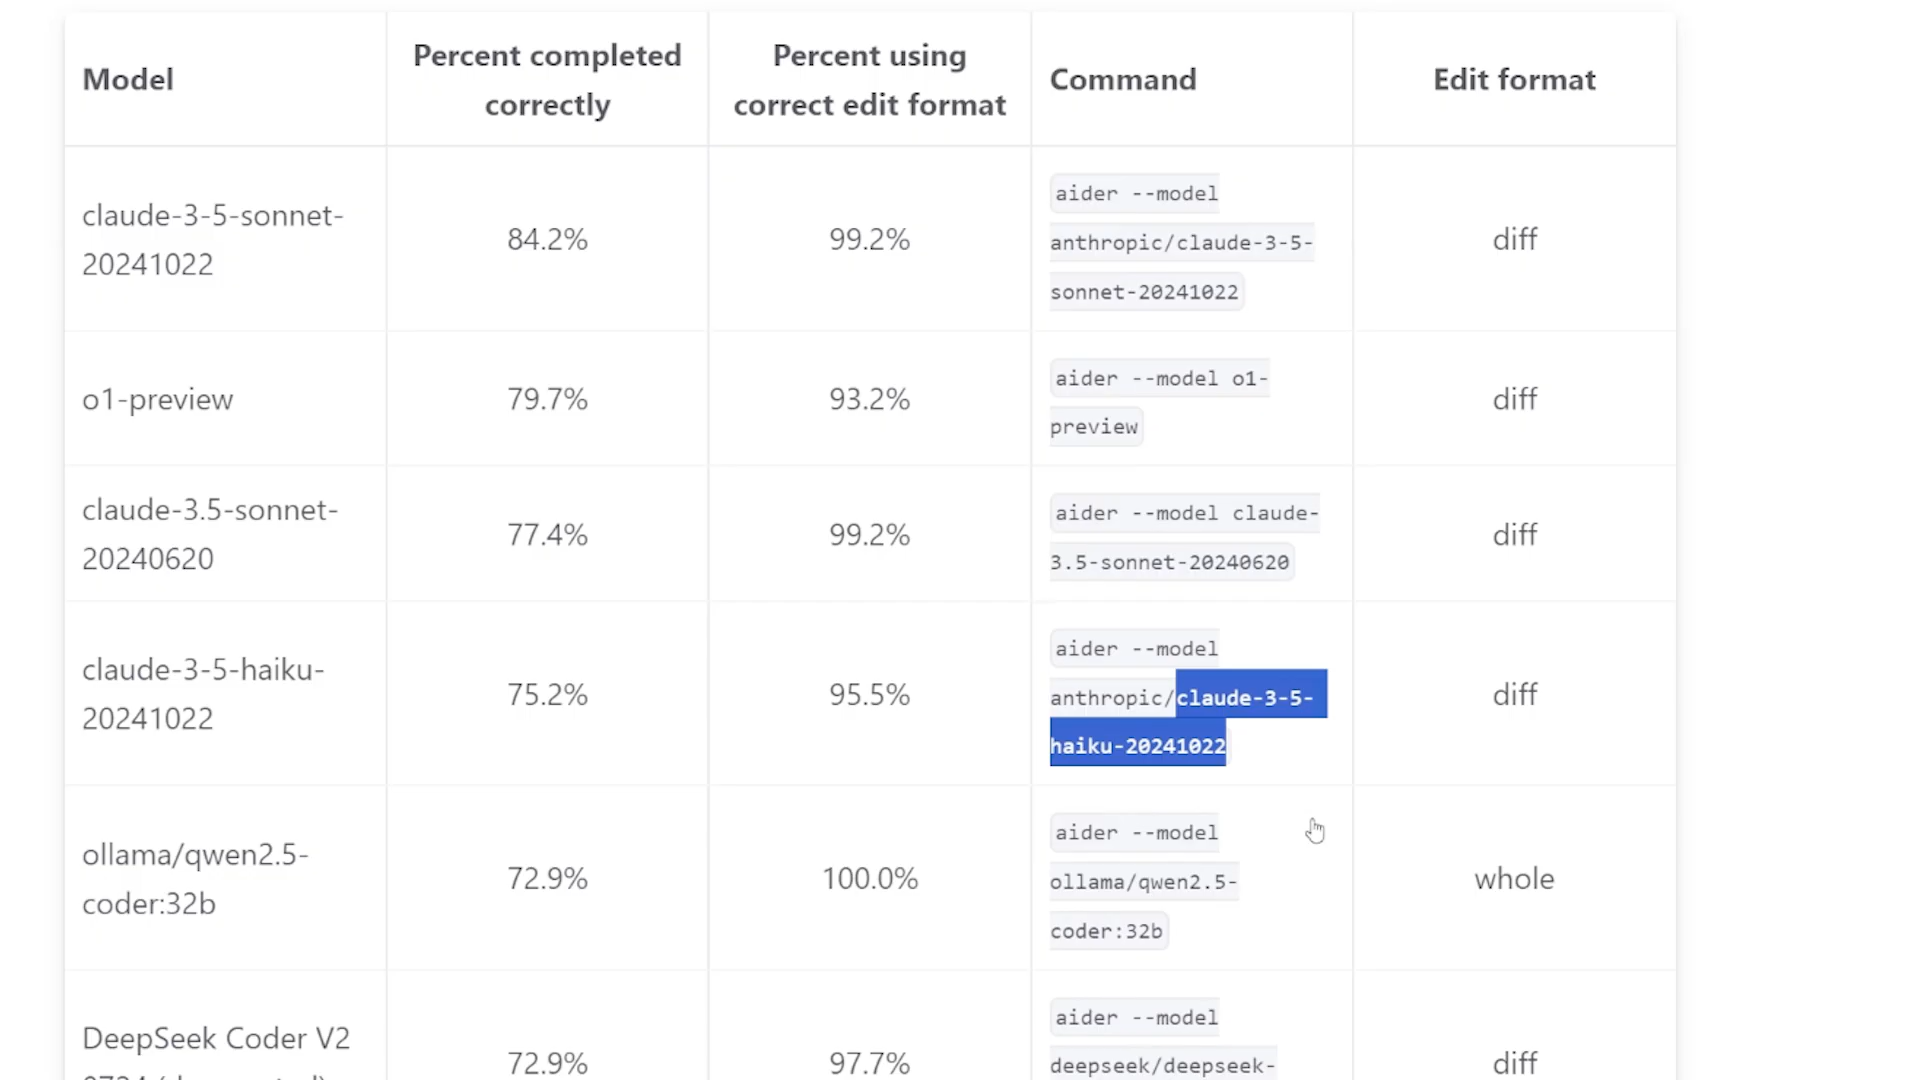 Model
Percent completed
correctly
Percent using
correct edit format
Command
Edit format
claude-3-5-sonnet-
20241022
84.2%
99.2%
aider --model
anthropic/claude-3-5-
sonnet-20241022
diff
o1-preview
79.7%
93.2%
aider --model o1-
preview
diff
claude-3.5-sonnet-
20240620
77.4%
99.2%
aider --model claude-
3.5-sonnet-20240620
diff
claude-3-5-haiku-
20241022
75.2%
95.5%
aider --model
anthropic/claude-3-5-
haiku-20241022
diff
ollama/qwen2.5-
coder:32b
72.9%
100.0%
aider --model
ollama/qwen2.5-
coder:32b
whole
DeepSeek Coder V2
72.9%
97.7%
aider --model
deepseek/deepseek-
diff